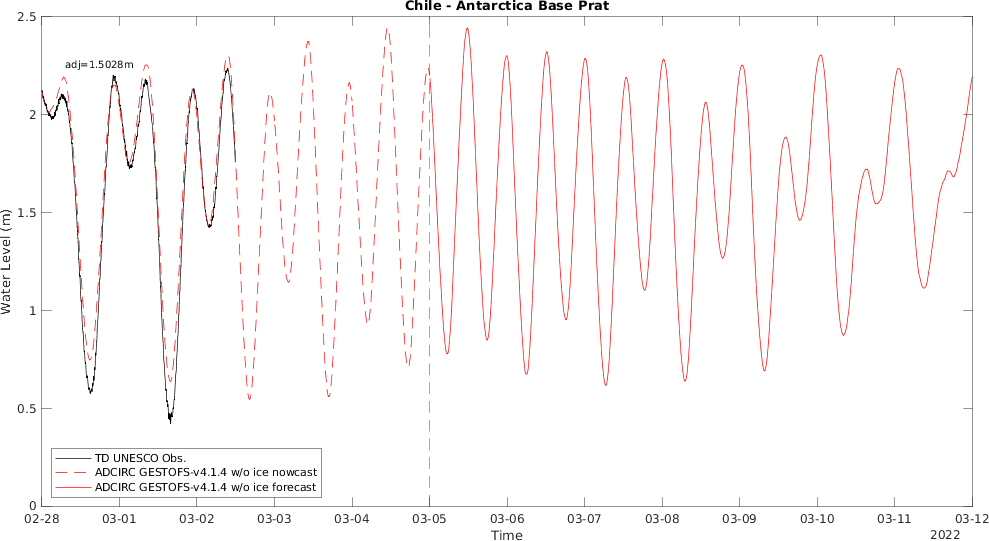 Chile - Antarctica Base Prat
2.5
adj=1.5028m
2
1.5
Water Level (m)
1
0.5
TD UNESCO Obs.
ADCIRC GESTOFS-v4.1.4 w/o ice nowcast
ADCIRC GESTOFS-v4.1.4 w/o ice forecast
0
02-28 03-01 03-02 03-03 03-04 03-05 03-06 03-07 03-08 03-09 03-10 03-11 03-12
Time
2022